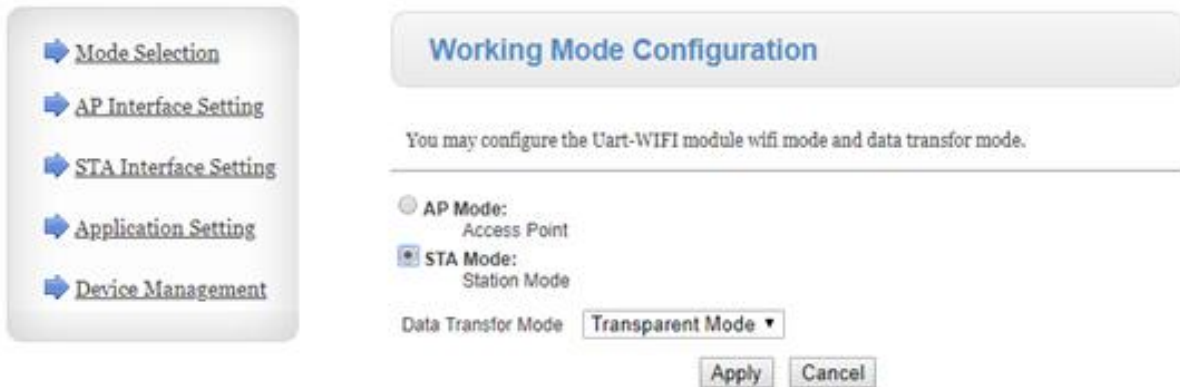 Mode Selection
AP Interface Setting
STA Interface Setting
Application Setting
Device Management
Working Mode Configuration
You may configure the Uart-WIFI module wifi mode and data transfor mode.
AP Mode:
Access Point
STA Mode:
Station Mode
Data Transfor Mode Transparent Mode
Apply Cancel